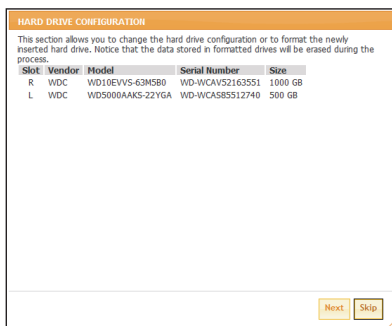 HARD DRIVE CONFIGURATION
This section allows you to change the hard drive configuration or to format the newly
inserted hard drive. Notice that the data stored in formatted drives will be erased during the
process.
Slot Vendor Model Serial Number Size
R WDC WD10EVVS-63M5B0 WD-WCAV52163551 1000 GB
L WDC WD5000AAKS-22YGA WD-WCAS85512740 500 GB
Next Skip